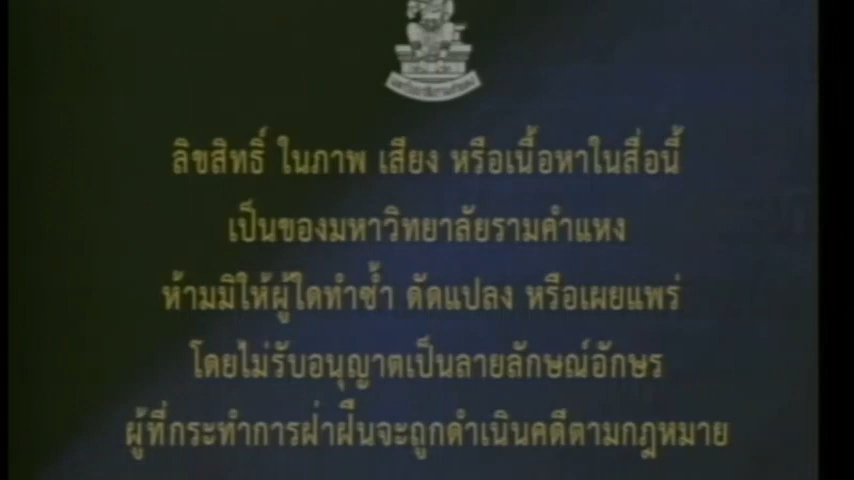 ลิขสิทธิ์ ในภาพ เสียง หรือเนื้อหาในสื่อนี้
เป็นของมหาวิทยาลัยรามคำแหง
ห้ามมิให้ผู้ใดทำซ้ำ ดัดแปลง หรือเผยแพร่
โดยไม่รับอนุญาตเป็นลายลักษณ์อักษร
ผู้ที่กระทำการฝ่าฝืนจะถูกดำเนินคดีตามกฎหมาย